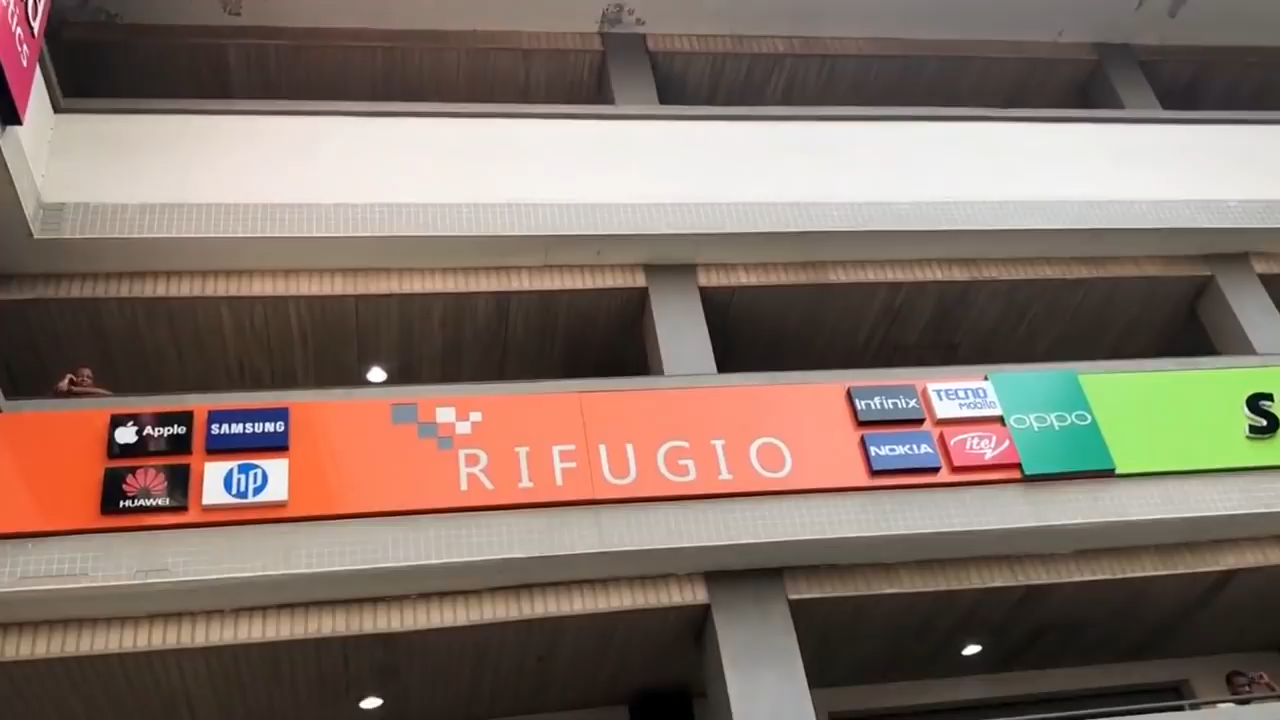 Apple
SAMSUNG
HUAWEI
hp
RIFUGIO
Infinix
TECNO
Mobile
NOKIA
itel
oppo
S